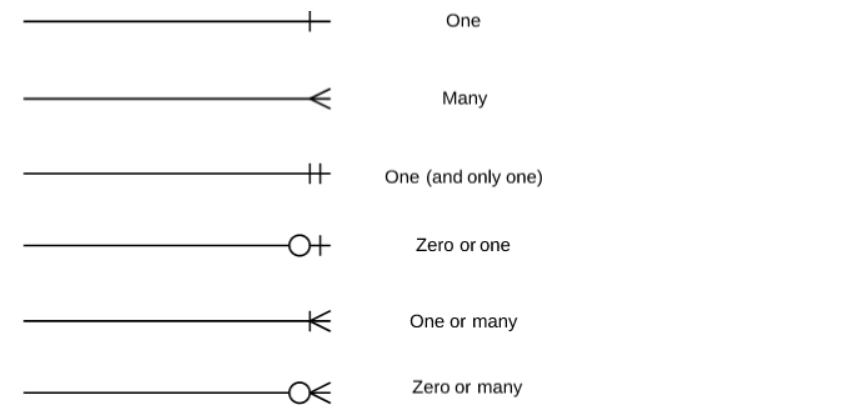 One
Many
One (and only one)
Zero or one
One or many
Zero or many